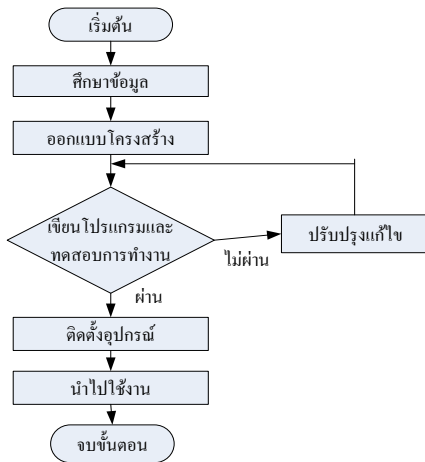 เริ่มต้น
ศึกษาข้อมูล
ออกแบบโครงสร้าง
เขียนโปรแกรมและ
ทดสอบการทำงาน
ไม่ผ่าน
ปรับปรุงแก้ไข
ผ่าน
ติดตั้งอุปกรณ์
นำไปใช้งาน
จบขั้นตอน